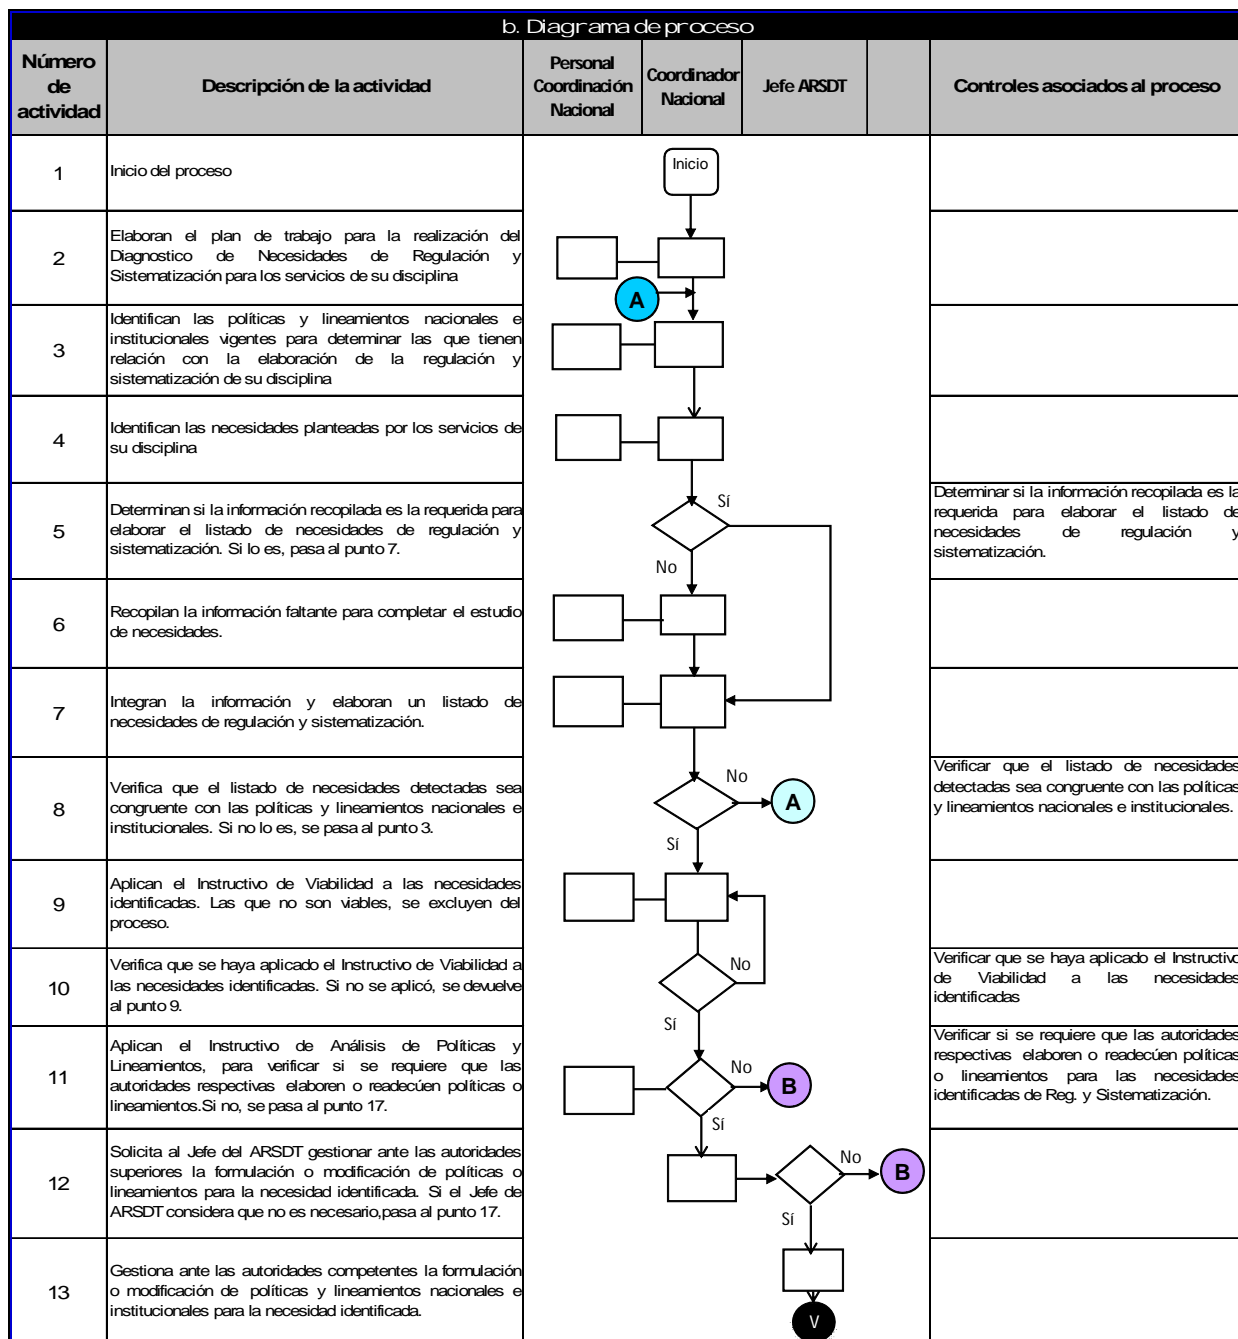 b. Diagrama de proceso
Número
de
actividad
Descripción de la actividad
Personal
Coordinación
Nacional
Coordinador
Nacional
Jefe ARSDT
Controles asociados al proceso
1
Inicio del proceso
Inicio
2
Elaboran el plan de trabajo para la realización del
Diagnostico de Necesidades de Regulación y
Sistematización para los servicios de su disciplina
A
3
Identifican las políticas y lineamientos nacionales e
institucionales vigentes para determinar las que tienen
relación con la elaboración de la regulación y
sistematización de su disciplina
4
Identifican las necesidades planteadas por los servicios de
su disciplina
5
Determinan si la información recopilada es la requerida para
elaborar el listado de necesidades de regulación y
sistematización. Si lo es, pasa al punto 7.
Sí
No
Determinar si la información recopilada es la
requerida para elaborar el listado de
necesidades de regulación y
sistematización.
6
Recopilan la información faltante para completar el estudio
de necesidades.
7
Integran la información y elaboran un listado de
necesidades de regulación y sistematización.
8
Verifica que el listado de necesidades detectadas sea
congruente con las políticas y lineamientos nacionales e
institucionales. Si no lo es, se pasa al punto 3.
No
A
Sí
Verificar que el listado de necesidades
detectadas sea congruente con las políticas
y lineamientos nacionales e institucionales.
9
Aplican el Instructivo de Viabilidad a las necesidades
identificadas. Las que no son viables, se excluyen del
proceso.
10
Verifica que se haya aplicado el Instructivo de Viabilidad a
las necesidades identificadas. Si no se aplicó, se devuelve
al punto 9.
No
Sí
Verificar que se haya aplicado el Instructivo
de Viabilidad a las necesidades
identificadas
11
Aplican el Instructivo de Análisis de Políticas y
Lineamientos, para verificar si se requiere que las
autoridades respectivas elaboren o readecúen políticas o
lineamientos.Si no, se pasa al punto 17.
No
B
Sí
Verificar si se requiere que las autoridades
respectivas elaboren o readecúen políticas
o lineamientos para las necesidades
identificadas de Reg. y Sistematización.
12
Solicita al Jefe del ARSDT gestionar ante las autoridades
superiores la formulación o modificación de políticas o
lineamientos para la necesidad identificada. Si el Jefe de
ARSDT considera que no es necesario,pasa al punto 17.
No
B
Sí
13
Gestiona ante las autoridades competentes la formulación
o modificación de políticas y lineamientos nacionales e
institucionales para la necesidad identificada.
V